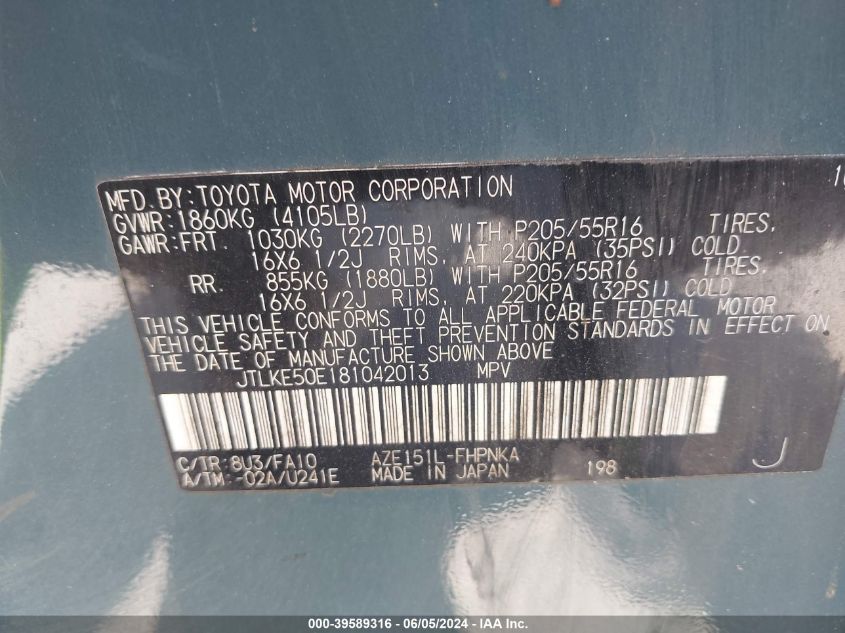 MFD. BY: TOYOTA MOTOR CORPORATION 10
GVWR: 1860KG (4105LB)
GAWR: FRT. 1030KG (2270LB) WITH P205/55R16 TIRES,
16X6 1/2J RIMS, AT 240KPA (35PSI) COLD
RR. 855KG (1880LB) WITH P205/55R16 TIRES,
16X6 1/2J RIMS, AT 220KPA (32PSI) COLD
THIS VEHICLE CONFORMS TO ALL APPLICABLE FEDERAL MOTOR
VEHICLE SAFETY AND THEFT PREVENTION STANDARDS IN EFFECT ON
THE DATE OF MANUFACTURE SHOWN ABOVE
JTLKE50E181042013 MPV
C/TR: 8U3/FA10 AZE151L-FHPNKA
A/TM: -02A/U241E MADE IN JAPAN 198 J
000-39589316 - 06/05/2024 - IAA Inc.